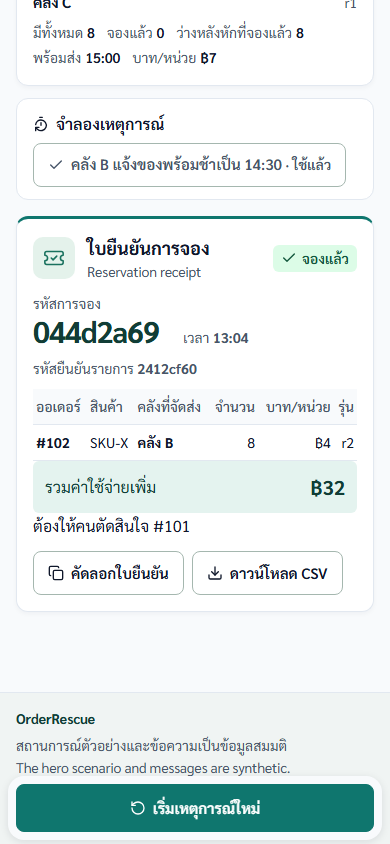 คลัง C r1
มีทั้งหมด 8 จองแล้ว 0 ว่างหลังหักที่จองแล้ว 8
พร้อมส่ง 15:00 บาท/หน่วย ฿7
จำลองเหตุการณ์
คลัง B แจ้งของพร้อมช้าเป็น 14:30 · ใช้แล้ว
ใบยืนยันการจอง
Reservation receipt
จองแล้ว
รหัสการจอง
044d2a69 เวลา 13:04
รหัสยืนยันรายการ 2412cf60
ออเดอร์ สินค้า คลังที่จัดส่ง จำนวน บาท/หน่วย รุ่น
#102 SKU-X คลัง B 8 ฿4 r2
รวมค่าใช้จ่ายเพิ่ม ฿32
ต้องให้คนตัดสินใจ #101
คัดลอกใบยืนยัน ดาวน์โหลด CSV
OrderRescue
สถานการณ์ตัวอย่างและข้อความเป็นข้อมูลสมมติ
The hero scenario and messages are synthetic.
เริ่มเหตุการณ์ใหม่